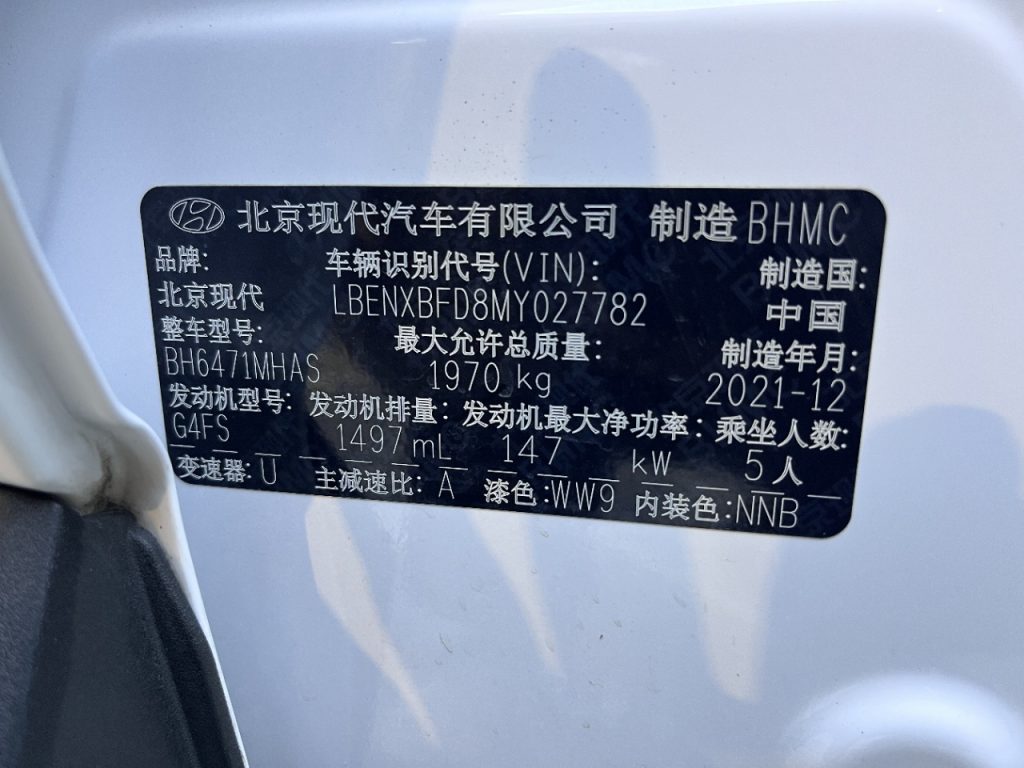 北京现代汽车有限公司 制造 BHMC
品牌: 车辆识别代号(VIN): 制造国:
北京现代 LBENXBFD8MY027782 中国
整车型号: 最大允许总质量: 制造年月:
BH6471MHAS 1970 kg 2021-12
发动机型号: 发动机排量: 发动机最大净功率: 乘坐人数:
G4FS 1497 mL 147 kW 5人
变速器: U 主减速比: A 漆色: WW9 内装色: NNB